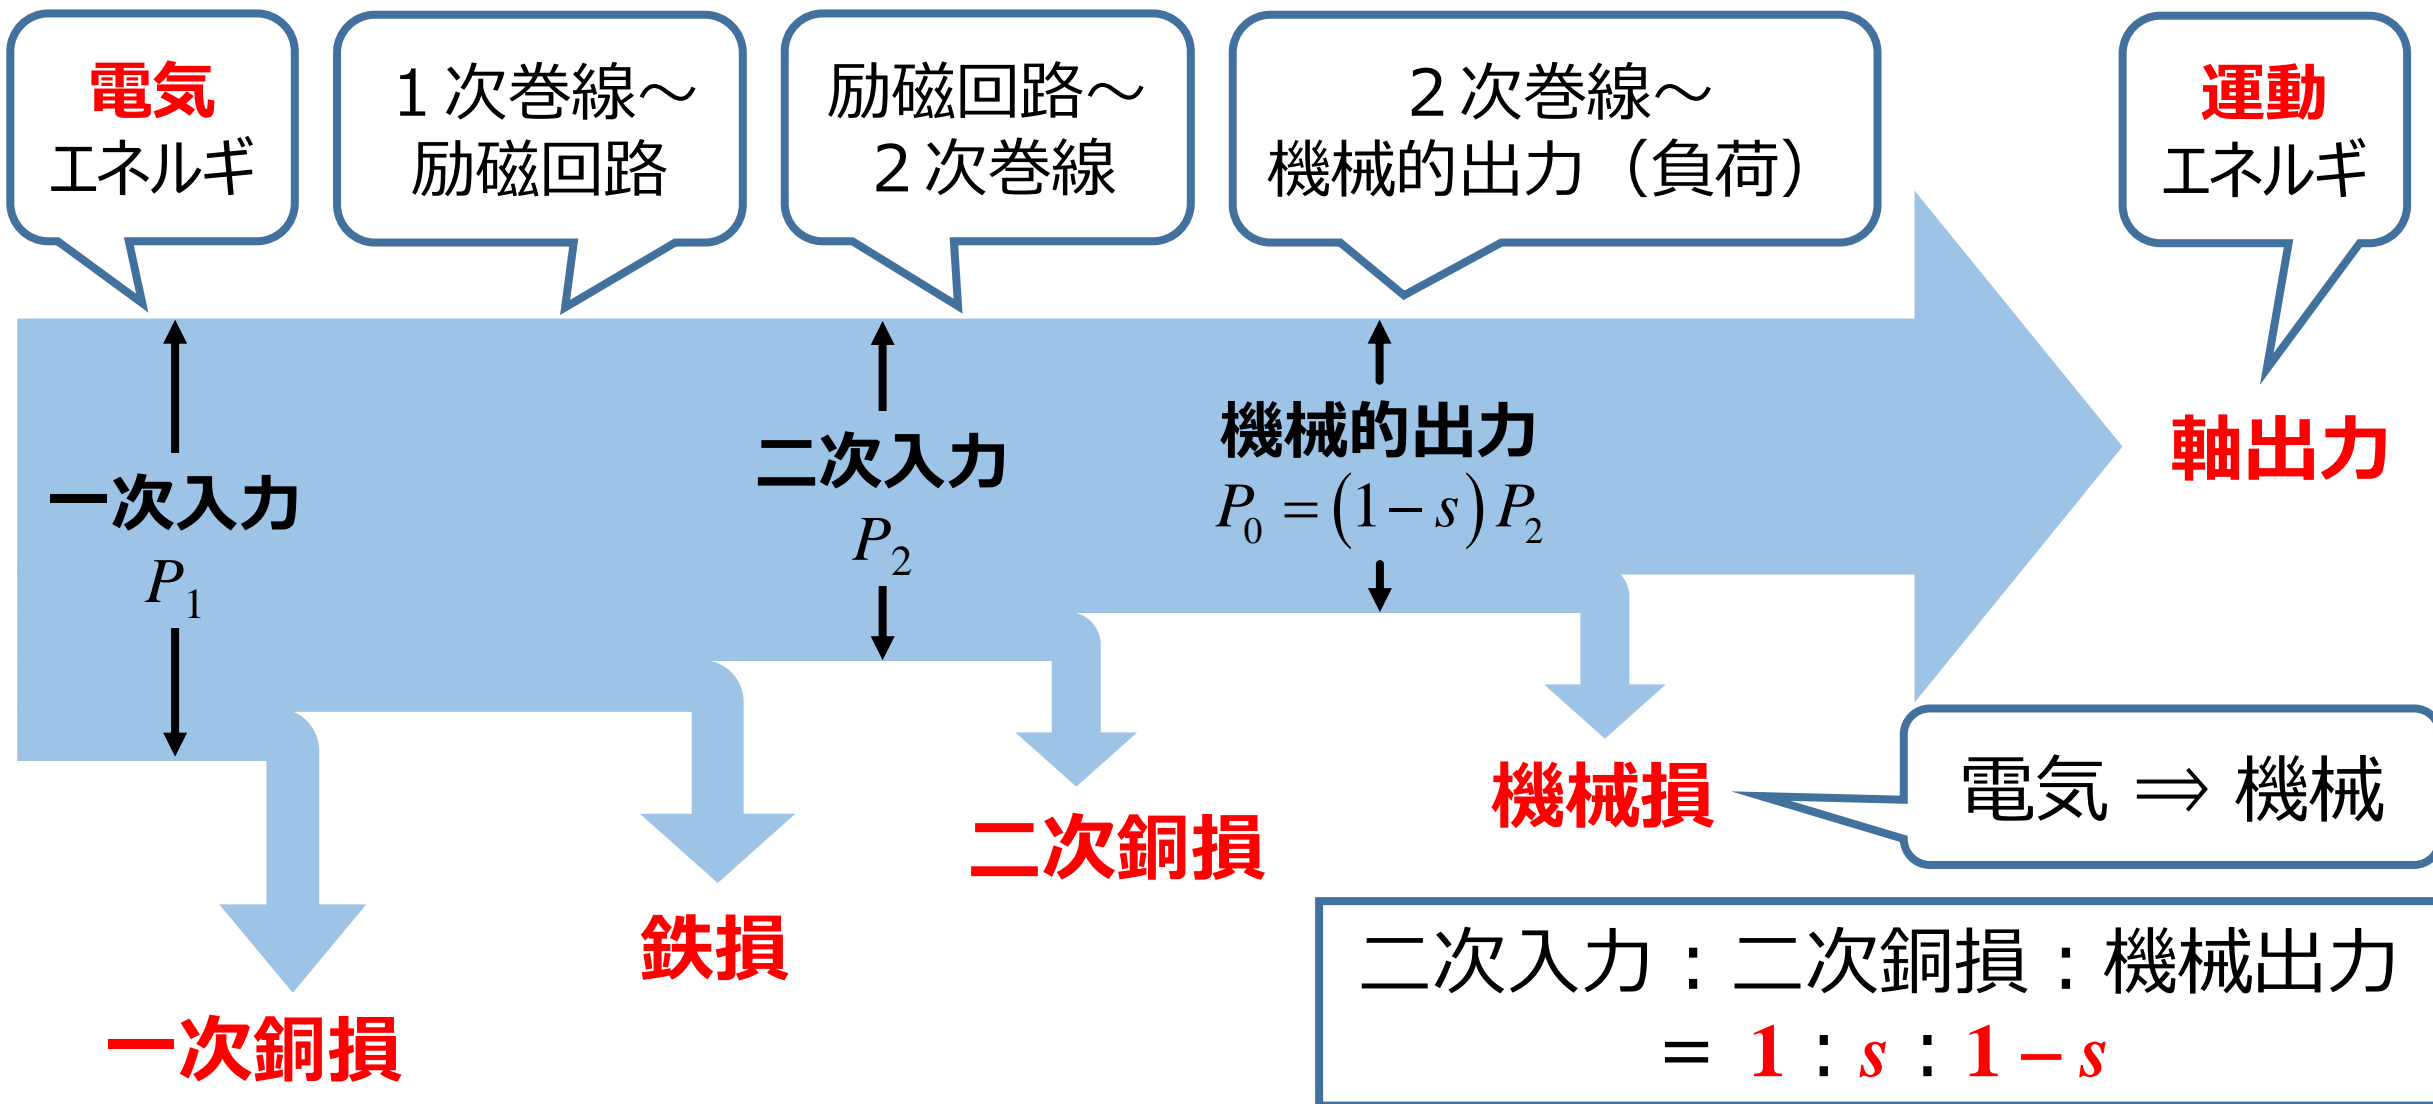 電気
エネルギ
１次巻線～
励磁回路
励磁回路～
２次巻線
２次巻線～
機械的出力（負荷）
運動
エネルギ
一次入力
P1
二次入力
P2
機械的出力
P0 = (1 − s) P2
軸出力
一次銅損
鉄損
二次銅損
機械損
電気 ⇒ 機械
二次入力：二次銅損：機械出力
= 1：s：1 − s